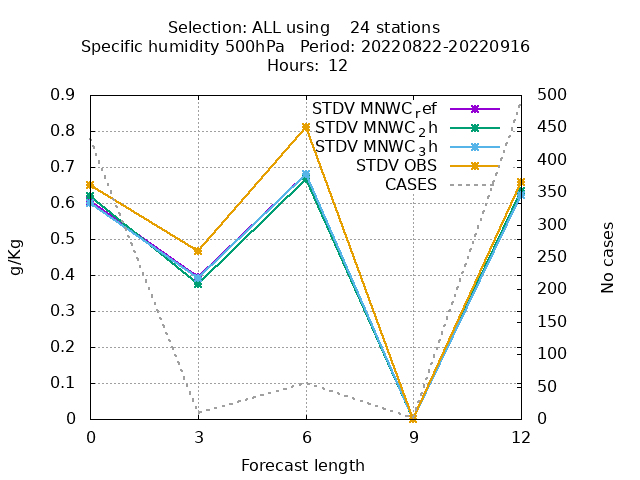 Selection: ALL using    24 stations
Specific humidity 500hPa   Period: 20220822-20220916
Hours: 12
STDV MNWC_ref
STDV MNWC_2h
STDV MNWC_3h
STDV OBS
CASES
g/Kg
0.9
0.8
0.7
0.6
0.5
0.4
0.3
0.2
0.1
0
500
450
400
350
300
250
200
150
100
50
0
No cases
0 3 6 9 12
Forecast length